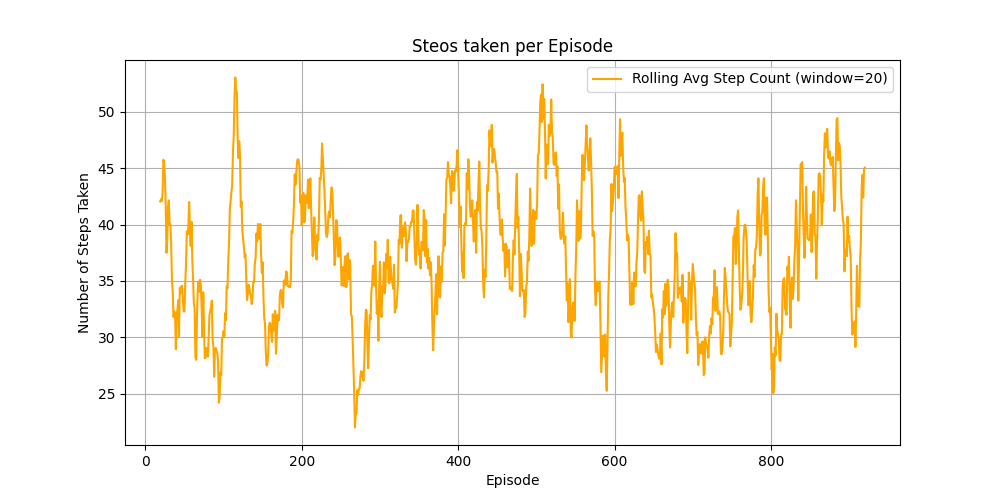 Steos taken per Episode
Rolling Avg Step Count (window=20)
Number of Steps Taken
50
45
40
35
30
25
0 200 400 600 800
Episode